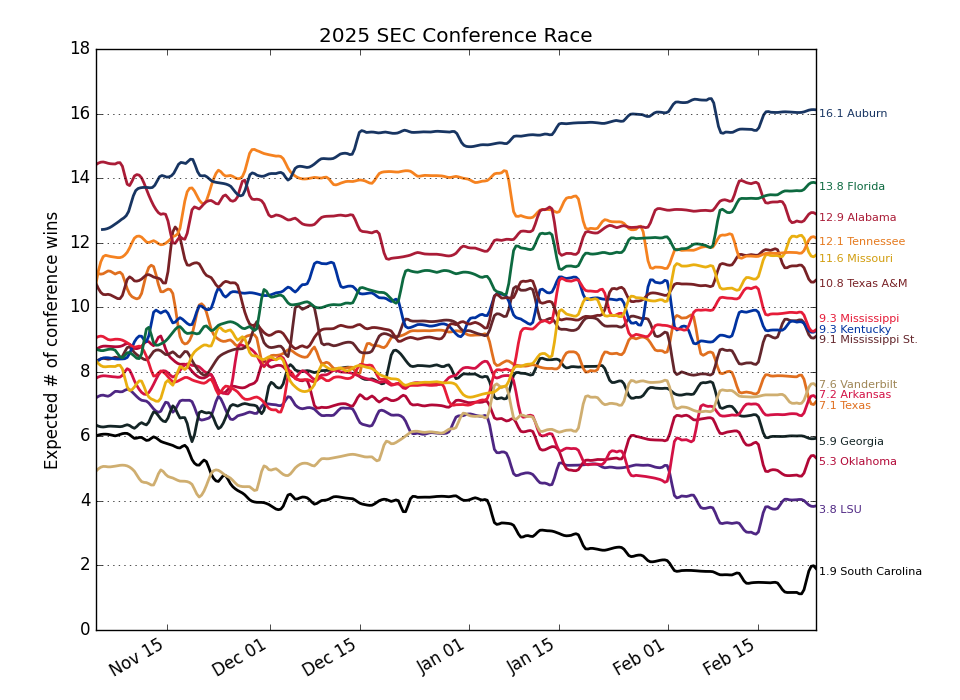 2025 SEC Conference Race
Expected # of conference wins
18
16
14
12
10
8
6
4
2
0
16.1 Auburn
13.8 Florida
12.9 Alabama
12.1 Tennessee
11.6 Missouri
10.8 Texas A&M
9.3 Mississippi
9.3 Kentucky
9.1 Mississippi St.
7.6 Vanderbilt
7.2 Arkansas
7.1 Texas
5.9 Georgia
5.3 Oklahoma
3.8 LSU
1.9 South Carolina
Nov 15
Dec 01
Dec 15
Jan 01
Jan 15
Feb 01
Feb 15